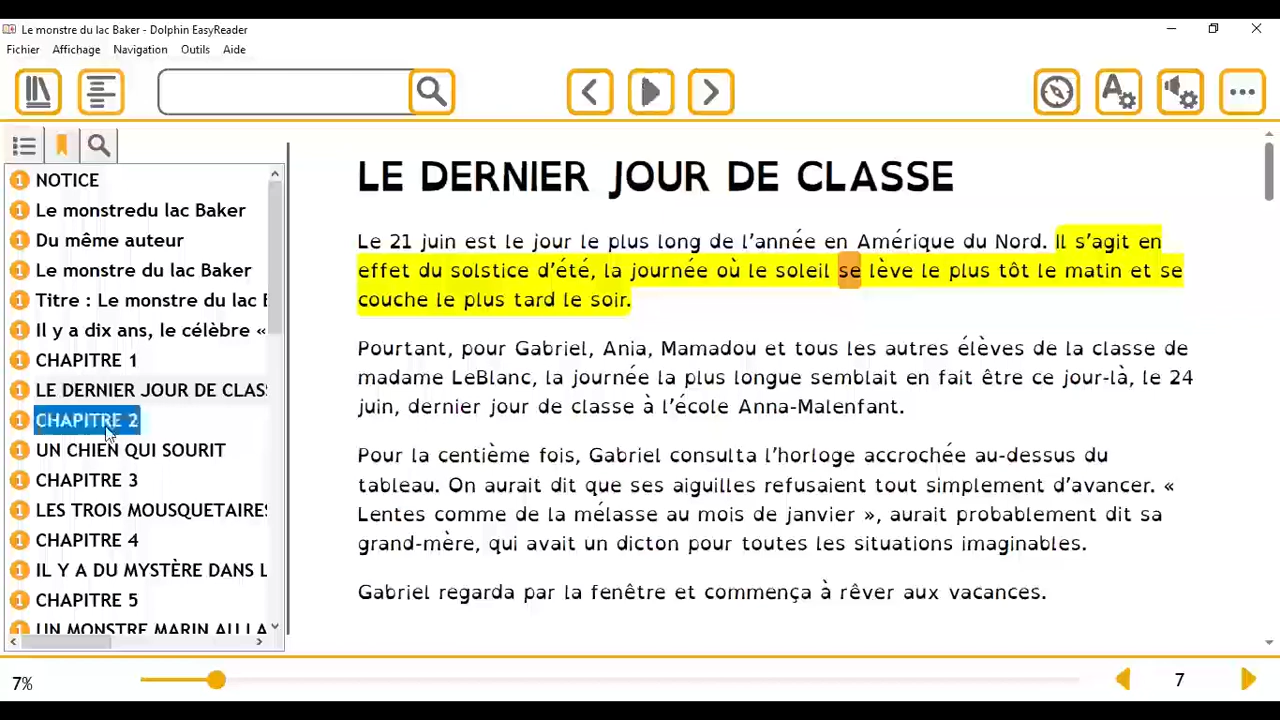 Le monstre du lac Baker - Dolphin EasyReader
Fichier Affichage Navigation Outils Aide
NOTICE
Le monstredu lac Baker
Du même auteur
Le monstre du lac Baker
Titre : Le monstre du lac B
Il y a dix ans, le célèbre «
CHAPITRE 1
LE DERNIER JOUR DE CLAS
CHAPITRE 2
UN CHIEN QUI SOURIT
CHAPITRE 3
LES TROIS MOUSQUETAIRES
CHAPITRE 4
IL Y A DU MYSTÈRE DANS L
CHAPITRE 5
UN MONSTRE MARIN AU LA
LE DERNIER JOUR DE CLASSE
Le 21 juin est le jour le plus long de l’année en Amérique du Nord. Il s’agit en
effet du solstice d’été, la journée où le soleil se lève le plus tôt le matin et se
couche le plus tard le soir.
Pourtant, pour Gabriel, Ania, Mamadou et tous les autres élèves de la classe de
madame LeBlanc, la journée la plus longue semblait en fait être ce jour-là, le 24
juin, dernier jour de classe à l’école Anna-Malenfant.
Pour la centième fois, Gabriel consulta l’horloge accrochée au-dessus du
tableau. On aurait dit que ses aiguilles refusaient tout simplement d’avancer. «
Lentes comme de la mélasse au mois de janvier », aurait probablement dit sa
grand-mère, qui avait un dicton pour toutes les situations imaginables.
Gabriel regarda par la fenêtre et commença à rêver aux vacances.
7%
7